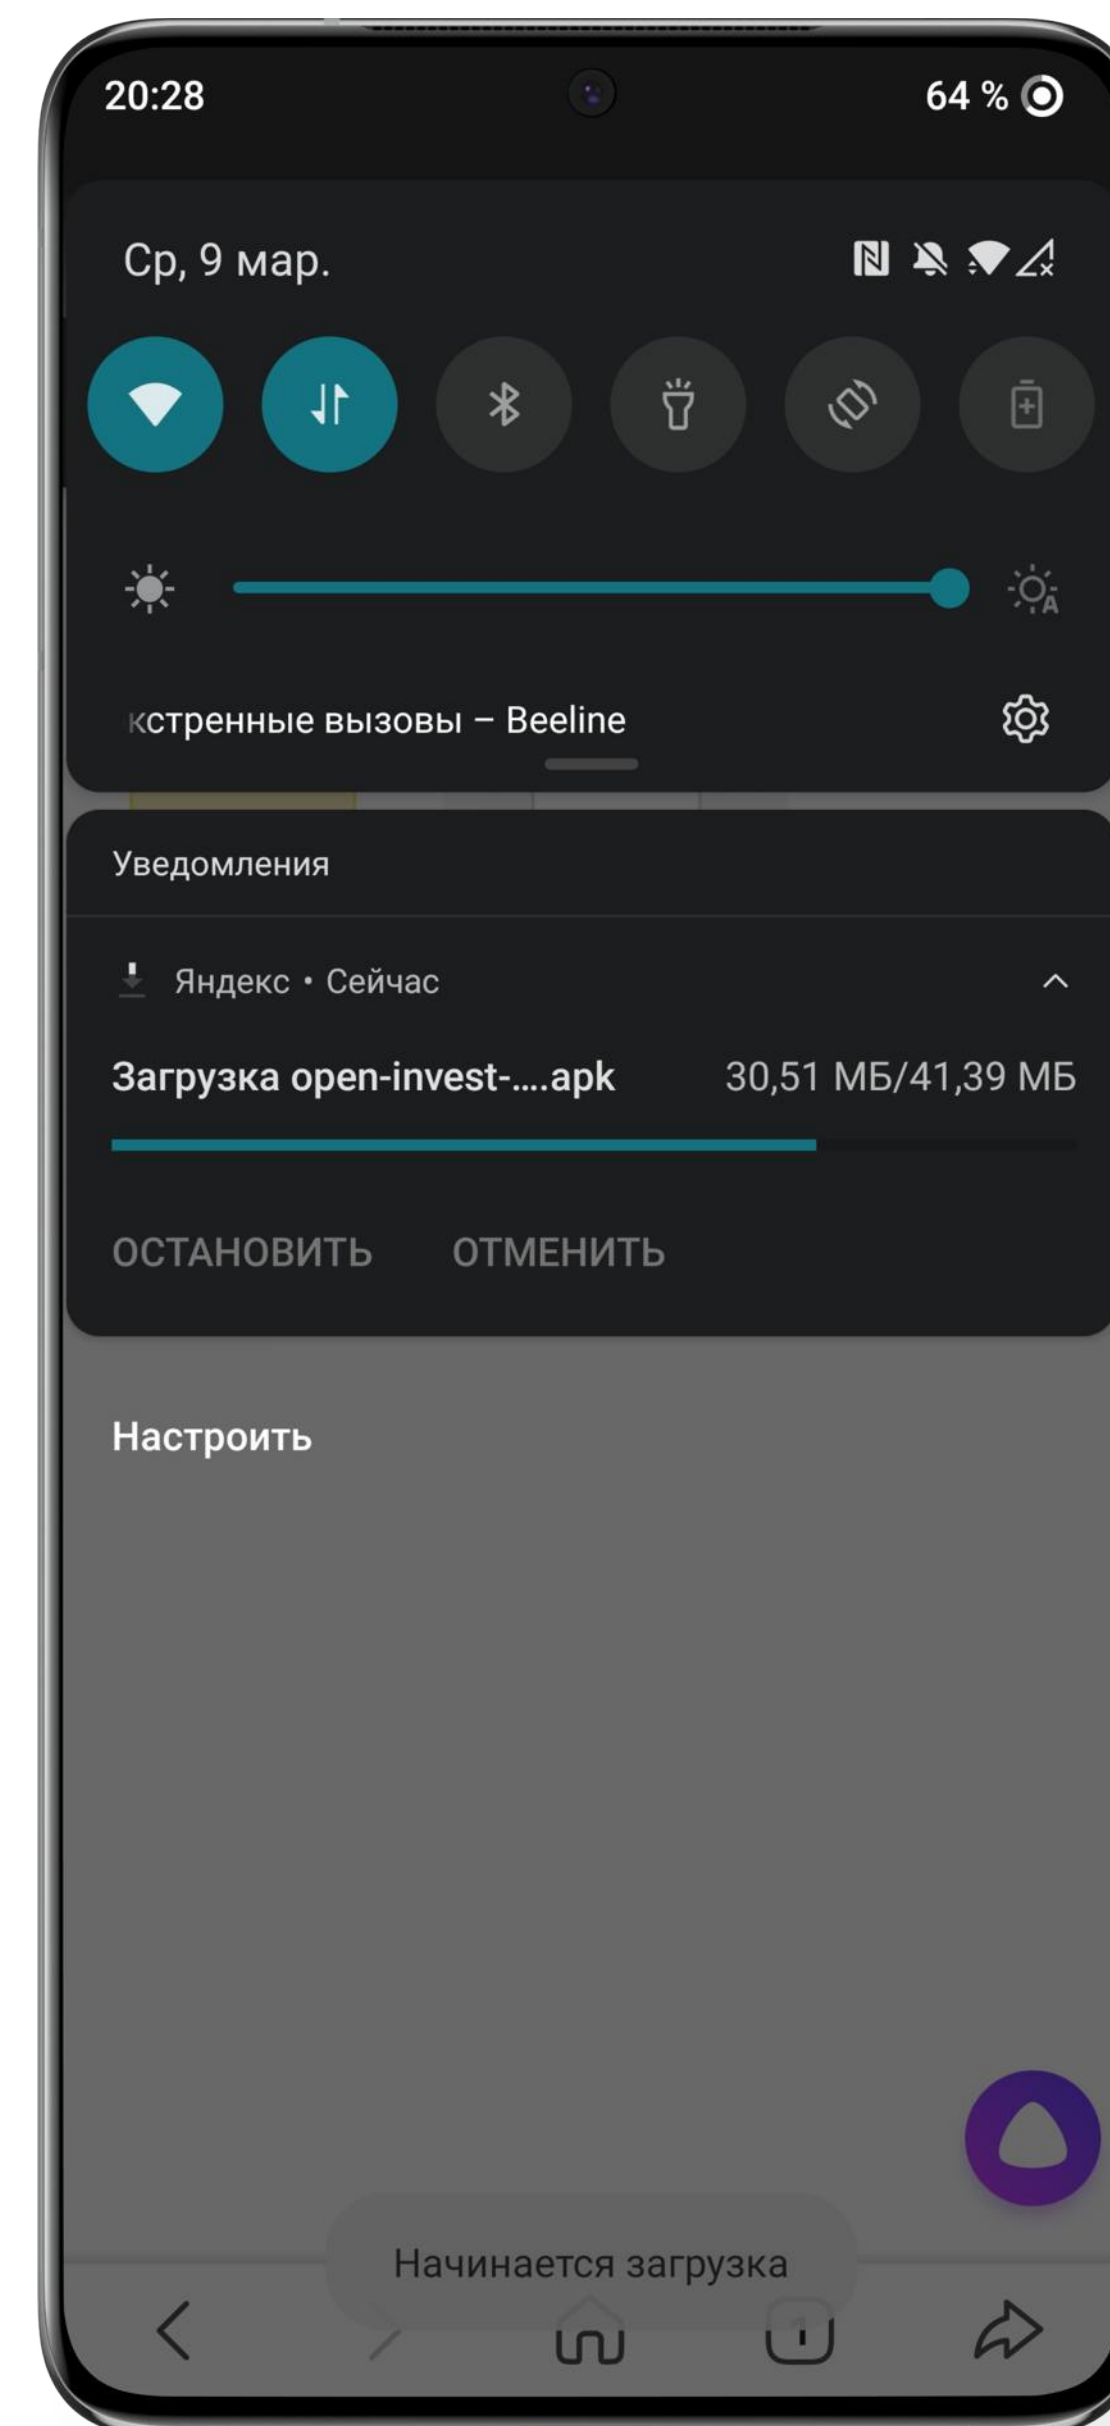 20:28
64 %
Ср, 9 мар.
кстренные вызовы – Beeline
Уведомления
Яндекс • Сейчас
Загрузка open-invest-....apk 30,51 МБ/41,39 МБ
ОСТАНОВИТЬ ОТМЕНИТЬ
Настроить
Начинается загрузка
1